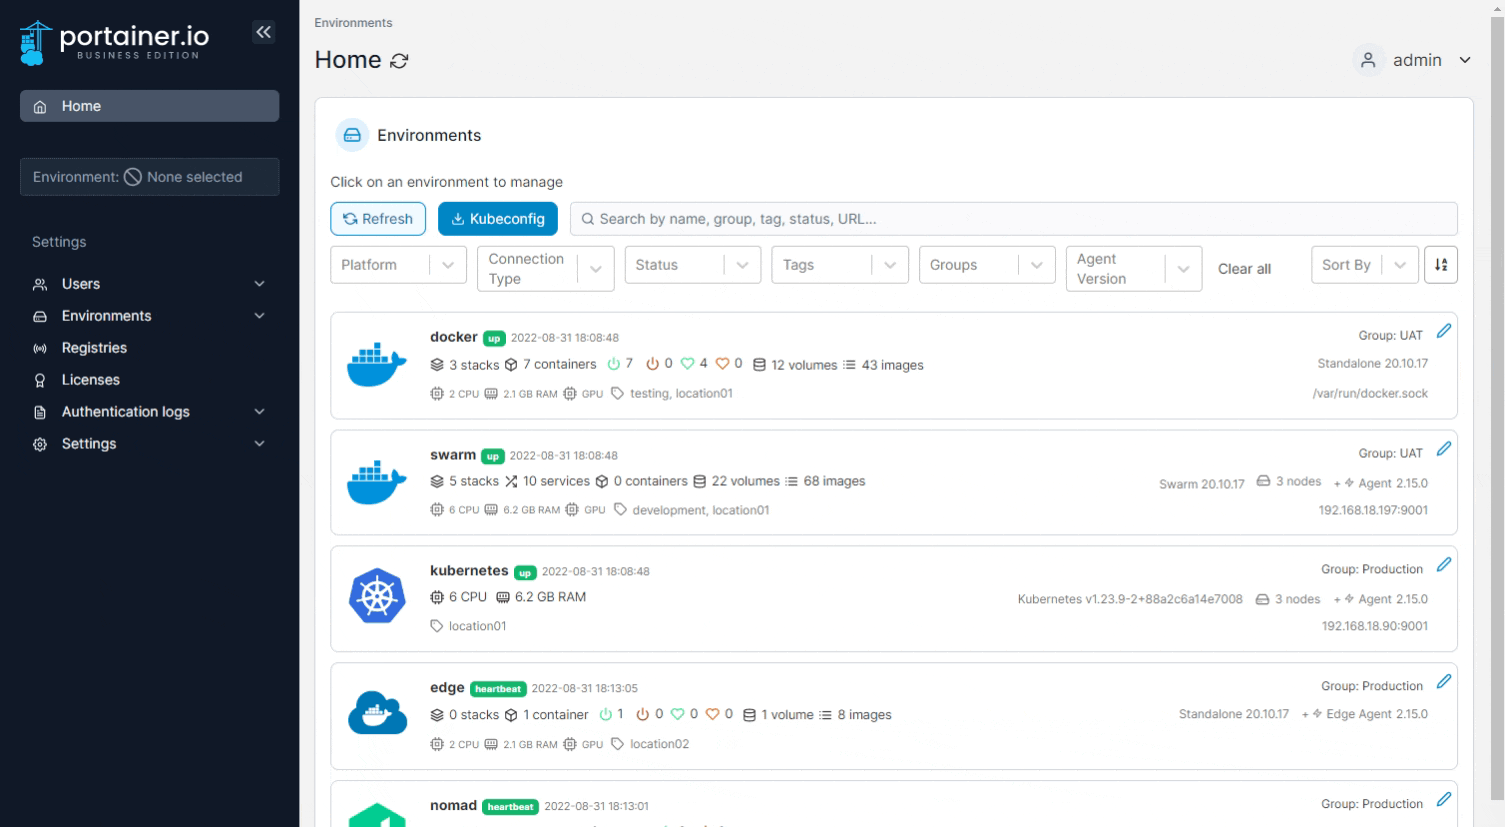 portainer.io
BUSINESS EDITION
Home
Environment: None selected
Settings
Users
Environments
Registries
Licenses
Authentication logs
Settings
Environments
Home
admin
Environments
Click on an environment to manage
Refresh Kubeconfig Search by name, group, tag, status, URL...
Platform Connection Type Status Tags Groups Agent Version Clear all Sort By
docker up 2022-08-31 18:08:48 Group: UAT
3 stacks 7 containers 7 0 4 0 12 volumes 43 images Standalone 20.10.17
2 CPU 2.1 GB RAM GPU testing, location01 /var/run/docker.sock
swarm up 2022-08-31 18:08:48 Group: UAT
5 stacks 10 services 0 containers 22 volumes 68 images Swarm 20.10.17 3 nodes + Agent 2.15.0
6 CPU 6.2 GB RAM GPU development, location01 192.168.18.197:9001
kubernetes up 2022-08-31 18:08:48 Group: Production
6 CPU 6.2 GB RAM Kubernetes v1.23.9-2+88a2c6a14e7008 3 nodes + Agent 2.15.0
location01 192.168.18.90:9001
edge heartbeat 2022-08-31 18:13:05 Group: Production
0 stacks 1 container 1 0 0 0 1 volume 8 images Standalone 20.10.17 + Edge Agent 2.15.0
2 CPU 2.1 GB RAM GPU location02
nomad heartbeat 2022-08-31 18:13:01 Group: Production